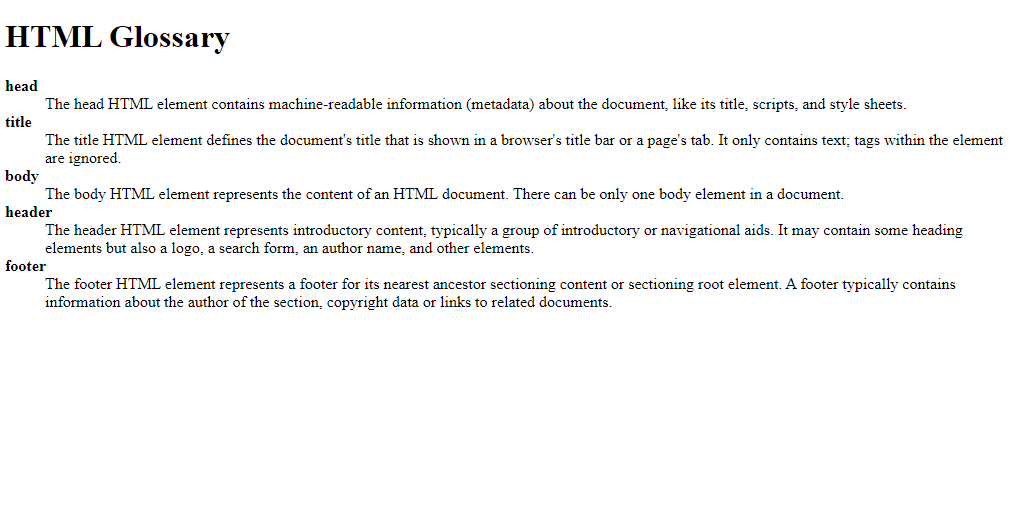 HTML Glossary
head
The head HTML element contains machine-readable information (metadata) about the document, like its title, scripts, and style sheets.
title
The title HTML element defines the document's title that is shown in a browser's title bar or a page's tab. It only contains text; tags within the element
are ignored.
body
The body HTML element represents the content of an HTML document. There can be only one body element in a document.
header
The header HTML element represents introductory content, typically a group of introductory or navigational aids. It may contain some heading
elements but also a logo, a search form, an author name, and other elements.
footer
The footer HTML element represents a footer for its nearest ancestor sectioning content or sectioning root element. A footer typically contains
information about the author of the section, copyright data or links to related documents.